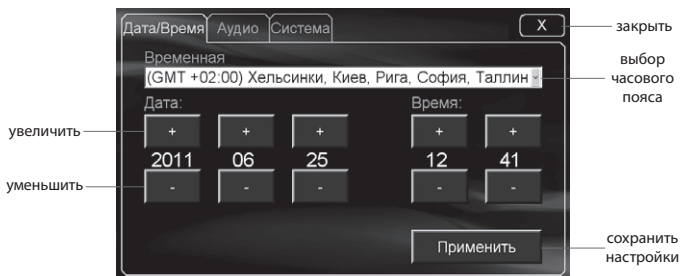 Дата/Время Аудио Система X
закрыть
Временная
(GMT +02:00) Хельсинки, Киев, Рига, София, Таллин
выбор
часового
пояса
Дата: Время:
увеличить
+ + + + +
2011 06 25 12 41
уменьшить
- - - - -
Применить
сохранить
настройки